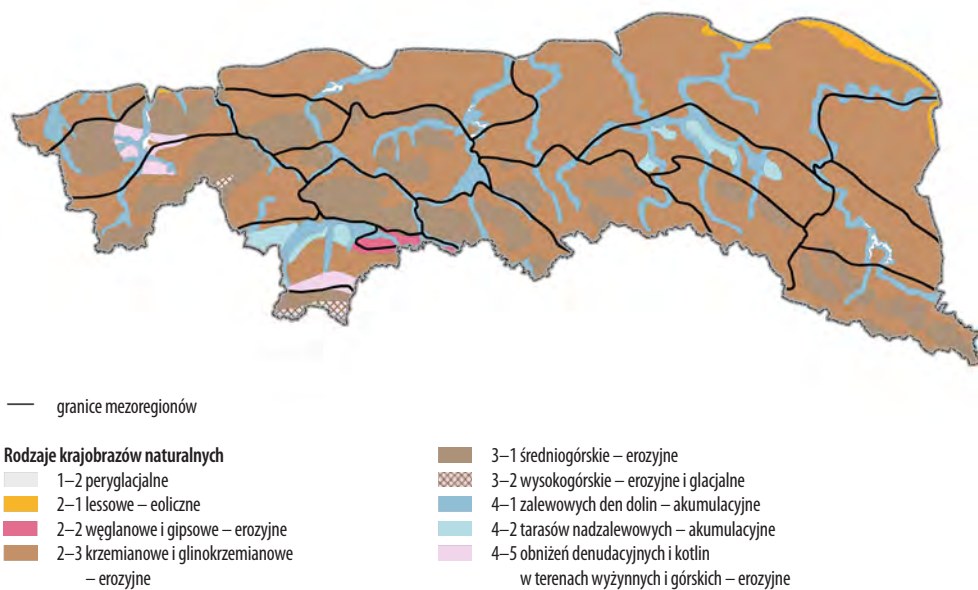 granice mezoregionów
Rodzaje krajobrazów naturalnych
1–2 peryglacjalne
2–1 lessowe – eoliczne
2–2 węglanowe i gipsowe – erozyjne
2–3 krzemianowe i glinokrzemianowe
– erozyjne
3–1 średniogórskie – erozyjne
3–2 wysokogórskie – erozyjne i glacjalne
4–1 zalewowych den dolin – akumulacyjne
4–2 tarasów nadzalewowych – akumulacyjne
4–5 obniżeń denudacyjnych i kotlin
w terenach wyżynnych i górskich – erozyjne